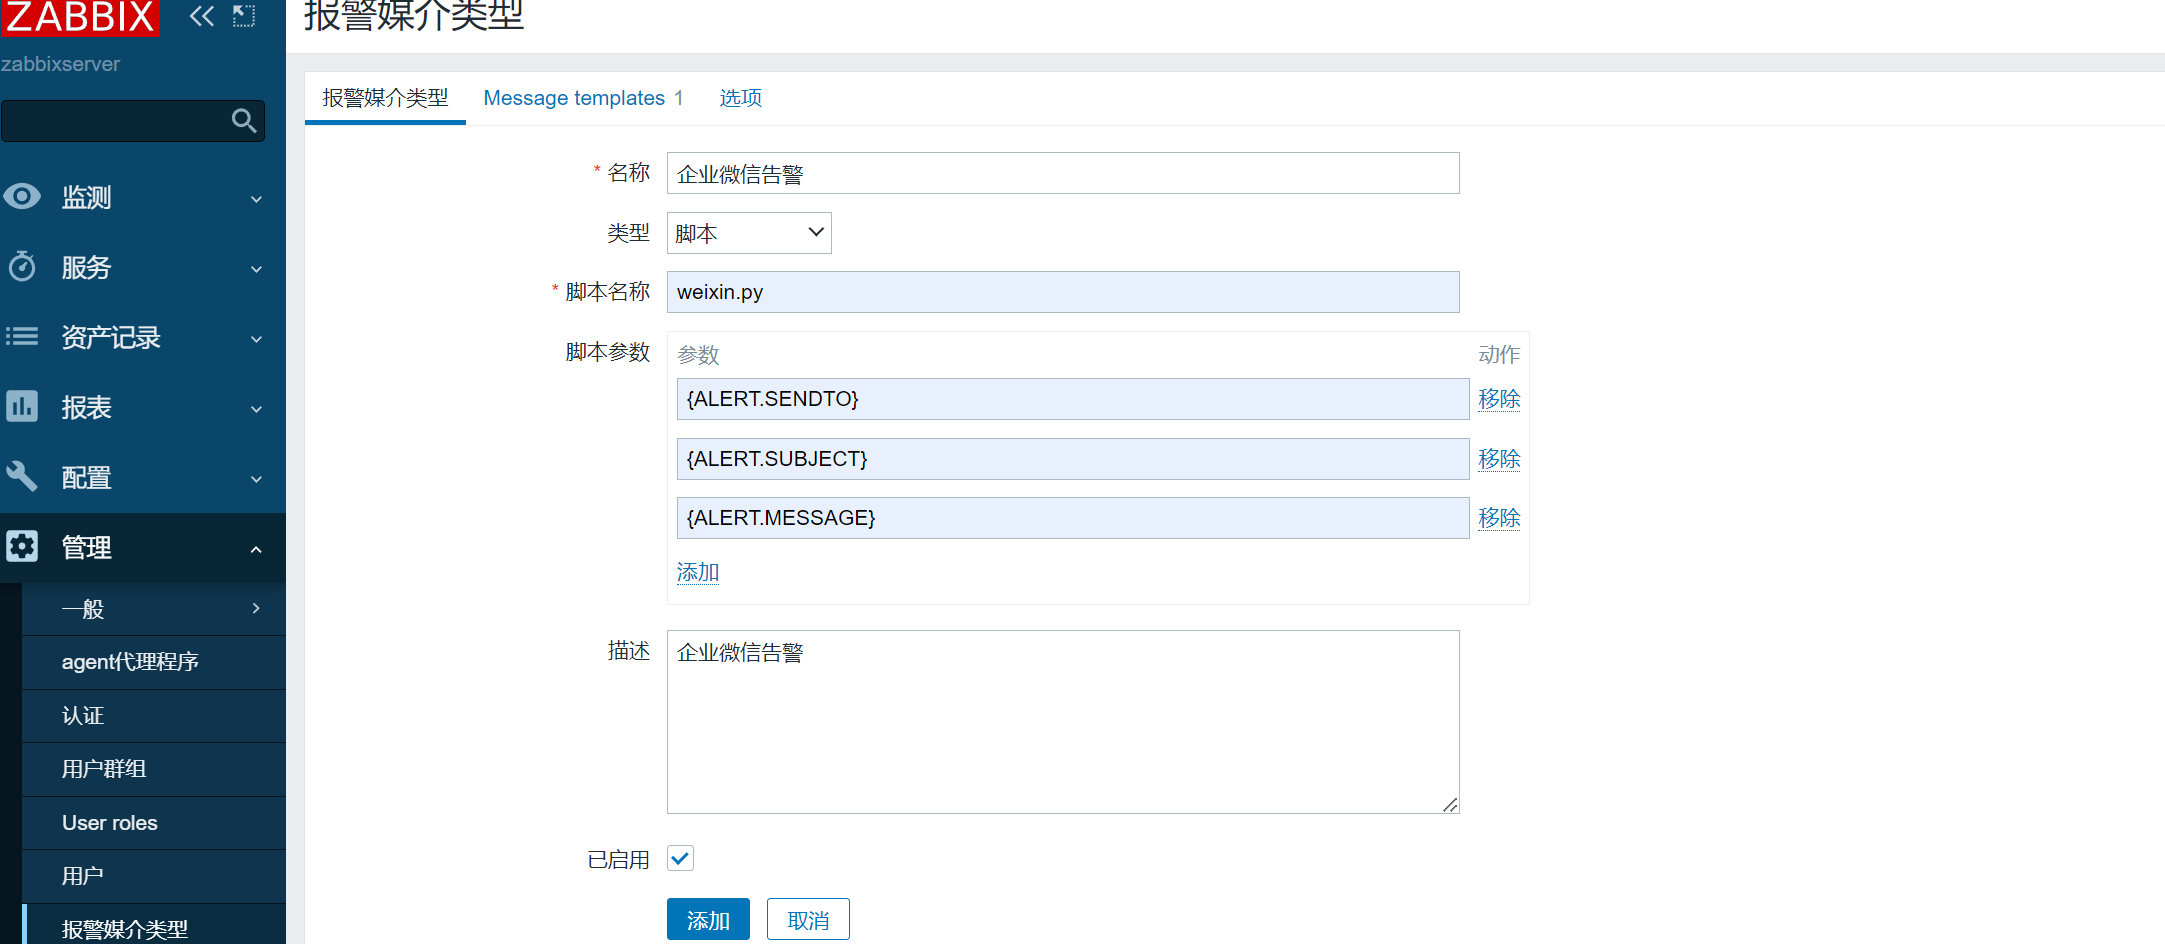 ZABBIX
zabbixserver
监测
服务
资产记录
报表
配置
管理
一般
agent代理程序
认证
用户群组
User roles
用户
报警媒介类型
报警媒介类型
报警媒介类型 Message templates 1 选项
* 名称 企业微信告警
类型 脚本
* 脚本名称 weixin.py
脚本参数 参数 动作
{ALERT.SENDTO} 移除
{ALERT.SUBJECT} 移除
{ALERT.MESSAGE} 移除
添加
描述 企业微信告警
已启用
添加 取消